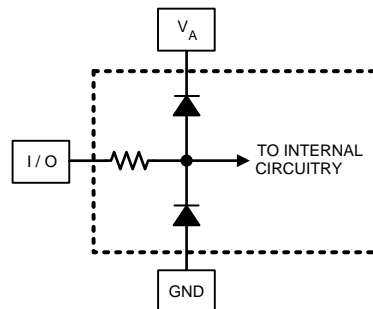 V_A
I / O
TO INTERNAL
CIRCUITRY
GND